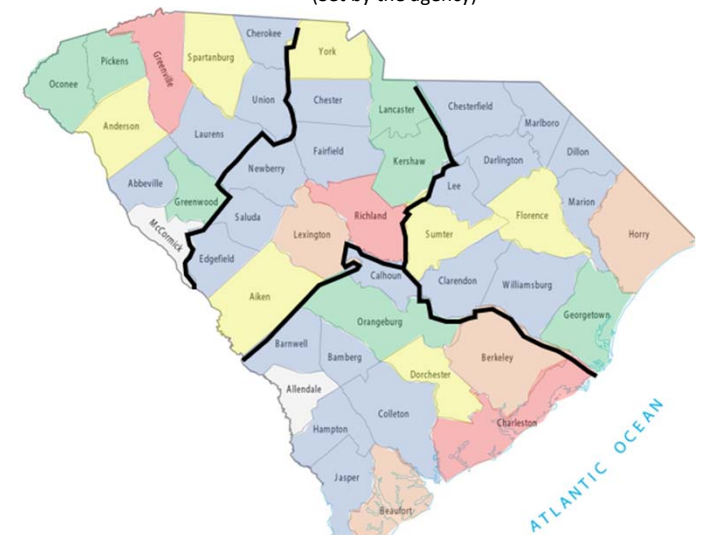 (Set by the agency)
Cherokee
York
Spartanburg
Greenville
Pickens
Oconee
Union
Chester
Lancaster
Chesterfield
Marlboro
Anderson
Laurens
Fairfield
Kershaw
Darlington
Dillon
Newberry
Lee
Abbeville
Greenwood
Marion
Saluda
Richland
Florence
McCormick
Lexington
Sumter
Horry
Edgefield
Calhoun
Clarendon
Williamsburg
Aiken
Georgetown
Orangeburg
Barnwell
Bamberg
Berkeley
Dorchester
Allendale
Colleton
Charleston
Hampton
Jasper
Beaufort
ATLANTIC OCEAN